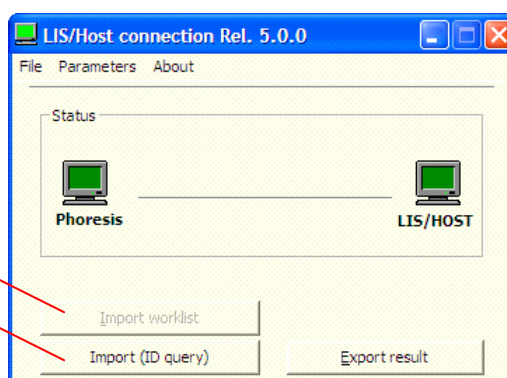 LIS/Host connection Rel. 5.0.0
File Parameters About
Status
Phoresis LIS/HOST
Import worklist
Import (ID query) Export result